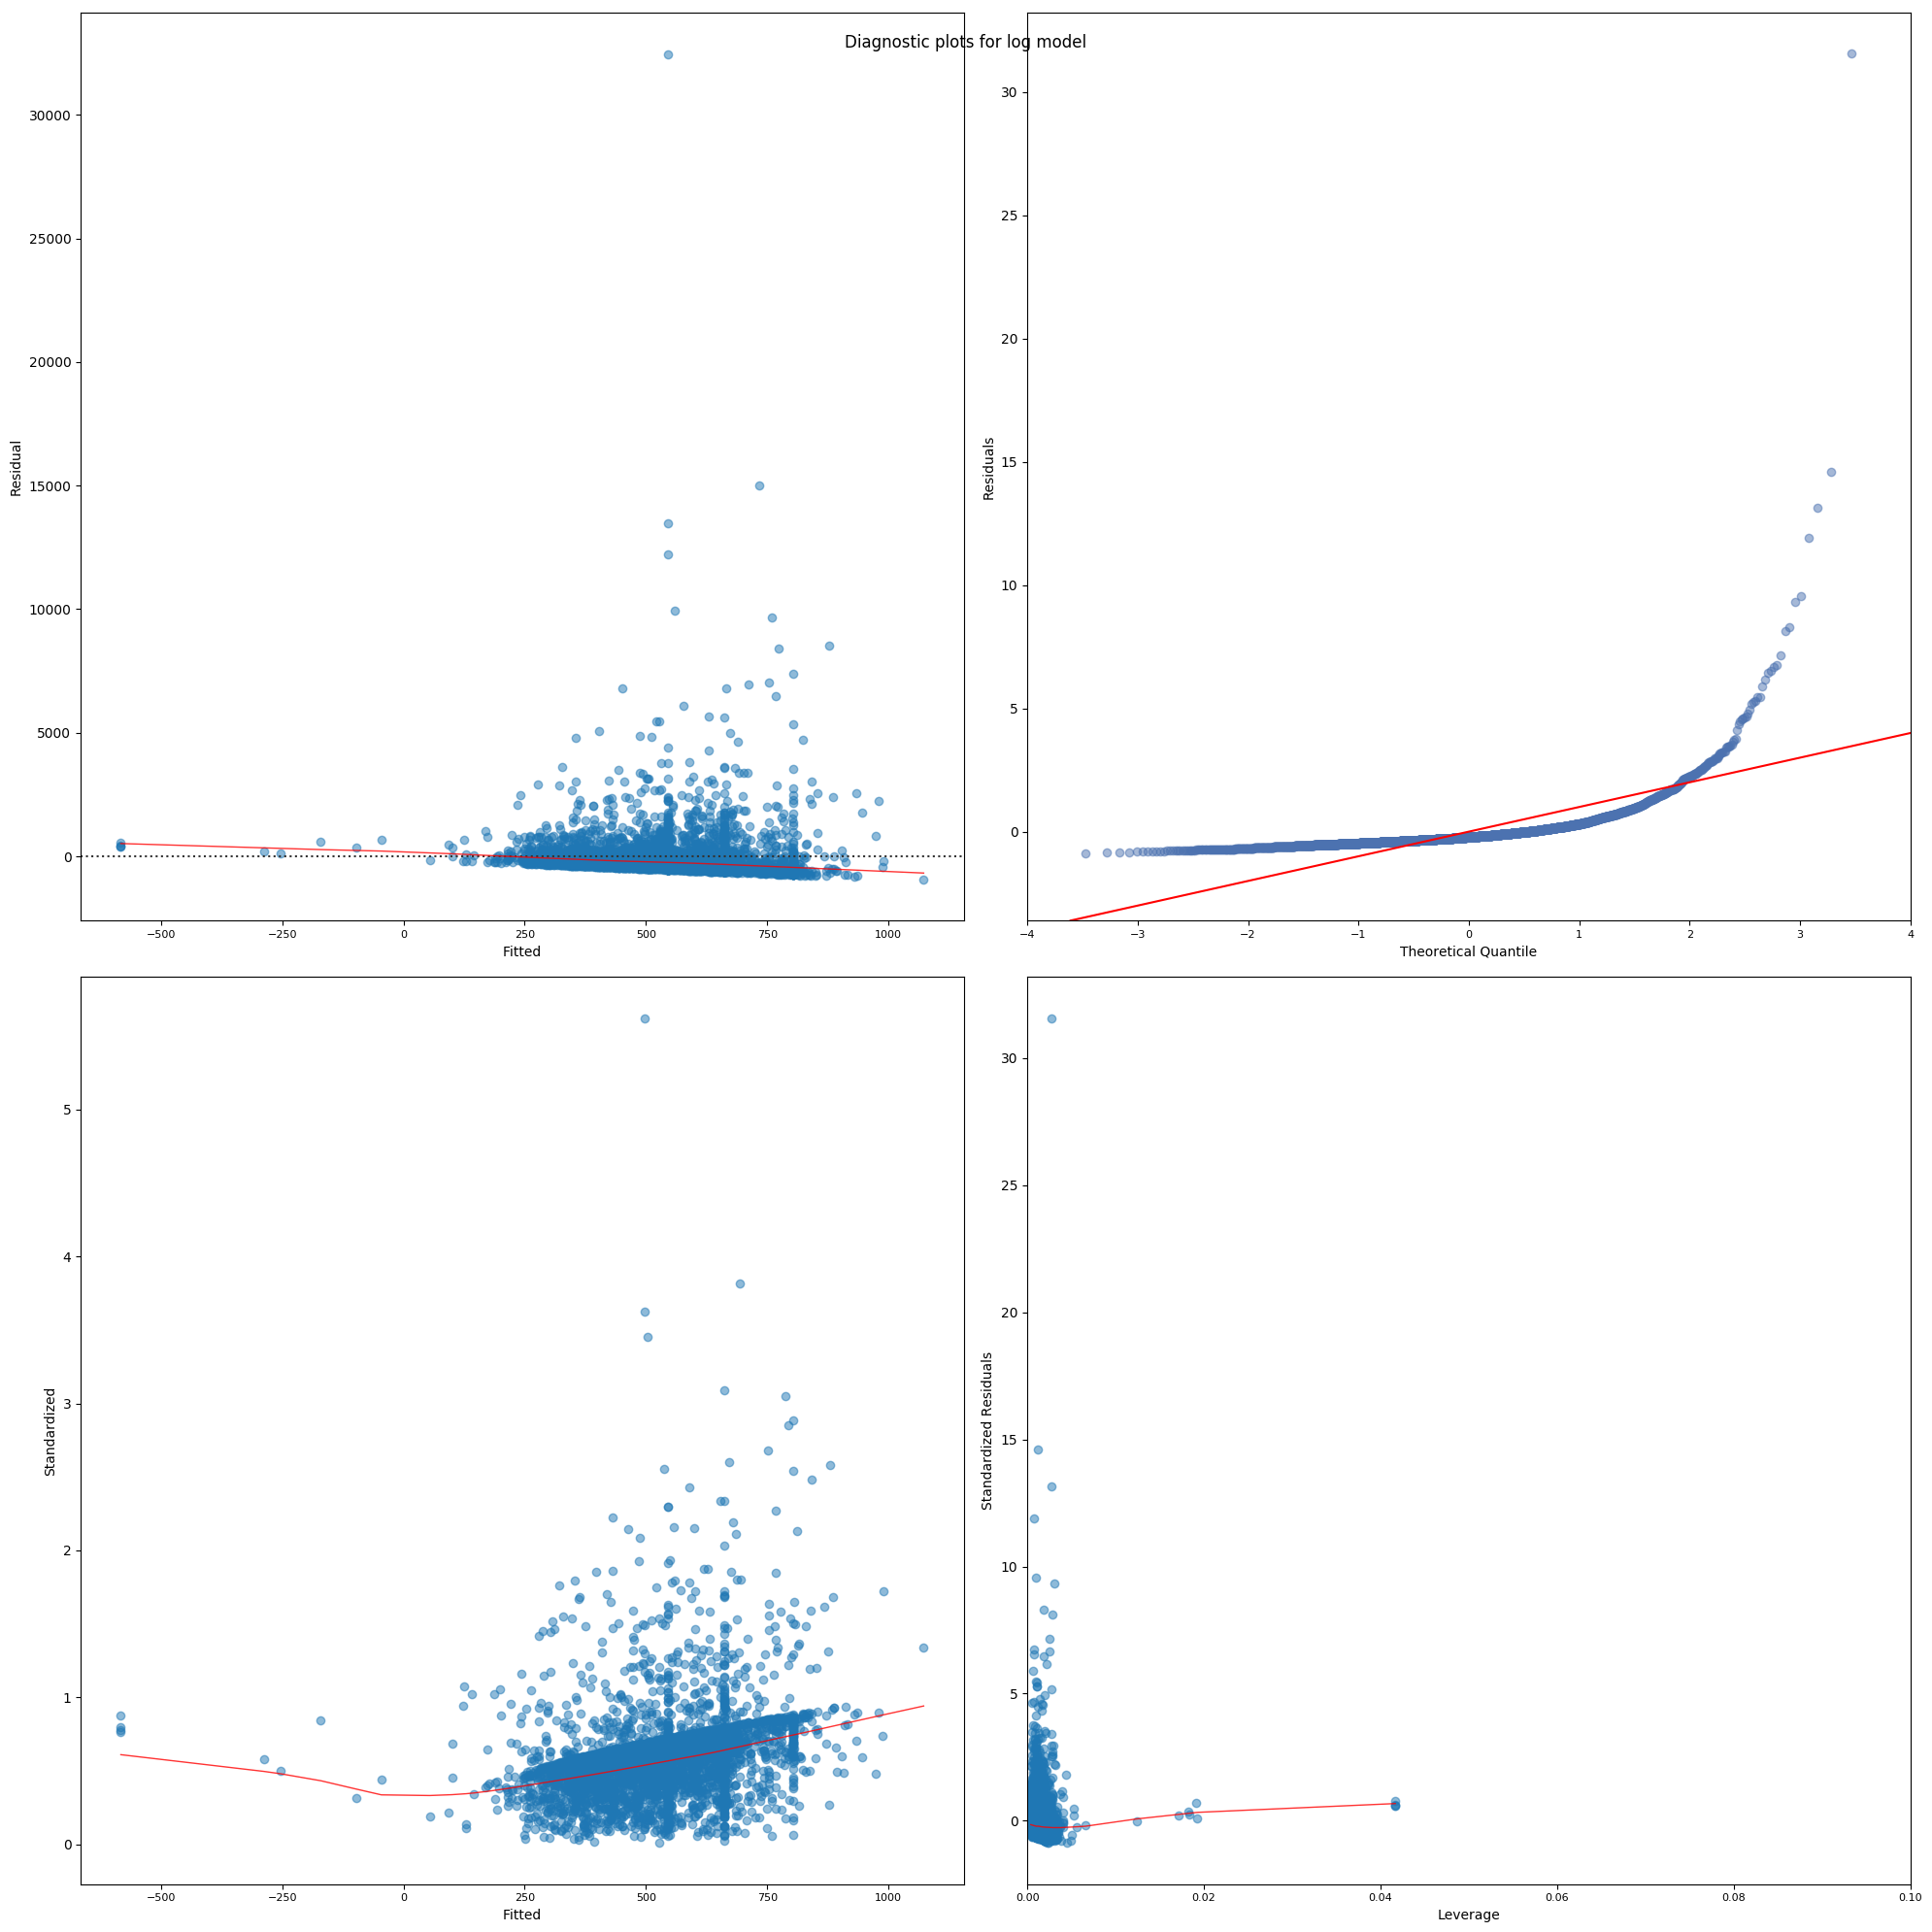 Diagnostic plots for log model
30000
25000
20000
15000
10000
5000
0
Residual
−500 −250 0 250 500 750 1000
Fitted
30
25
20
15
10
5
0
Residuals
−4 −3 −2 −1 0 1 2 3 4
Theoretical Quantile
5
4
3
2
1
0
Standardized
−500 −250 0 250 500 750 1000
Fitted
30
25
20
15
10
5
0
Standardized Residuals
0.00 0.02 0.04 0.06 0.08 0.10
Leverage